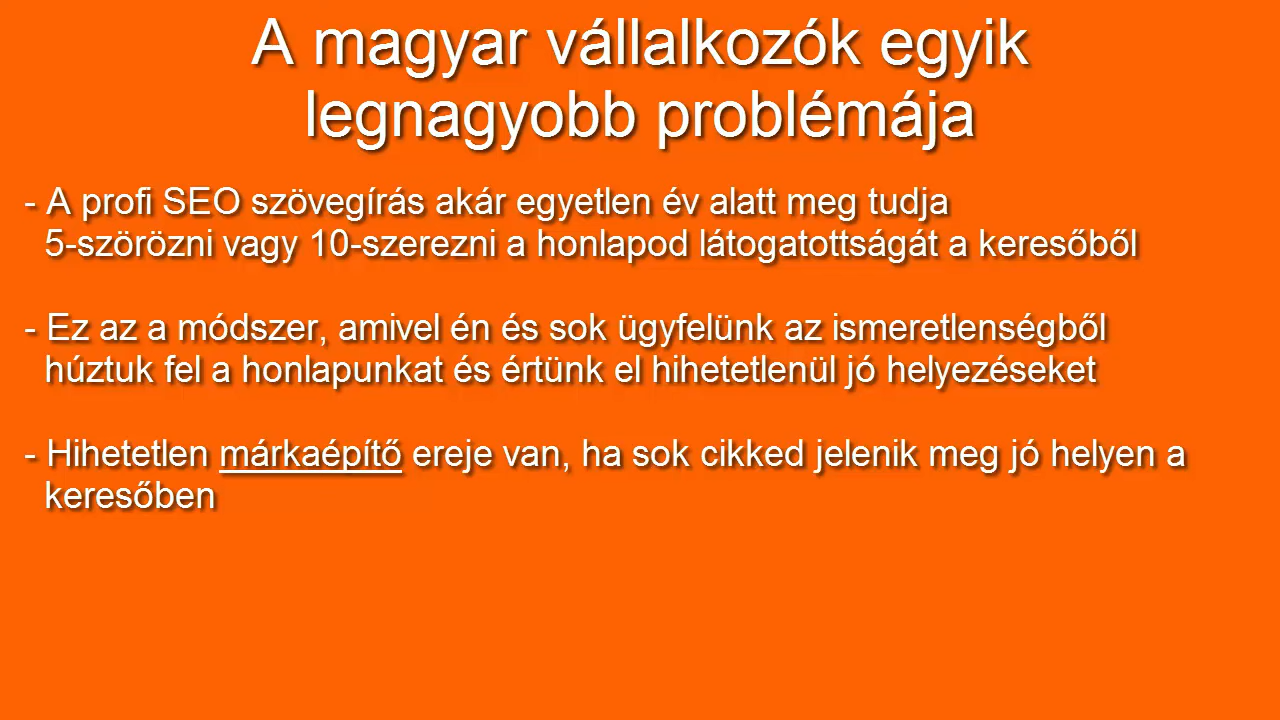 A magyar vállalkozók egyik
legnagyobb problémája
- A profi SEO szövegírás akár egyetlen év alatt meg tudja
5-szörözni vagy 10-szerezni a honlapod látogatottságát a keresőből
- Ez az a módszer, amivel én és sok ügyfelünk az ismeretlenségből
húztuk fel a honlapunkat és értünk el hihetetlenül jó helyezéseket
- Hihetetlen márkaépítő ereje van, ha sok cikked jelenik meg jó helyen a
keresőben